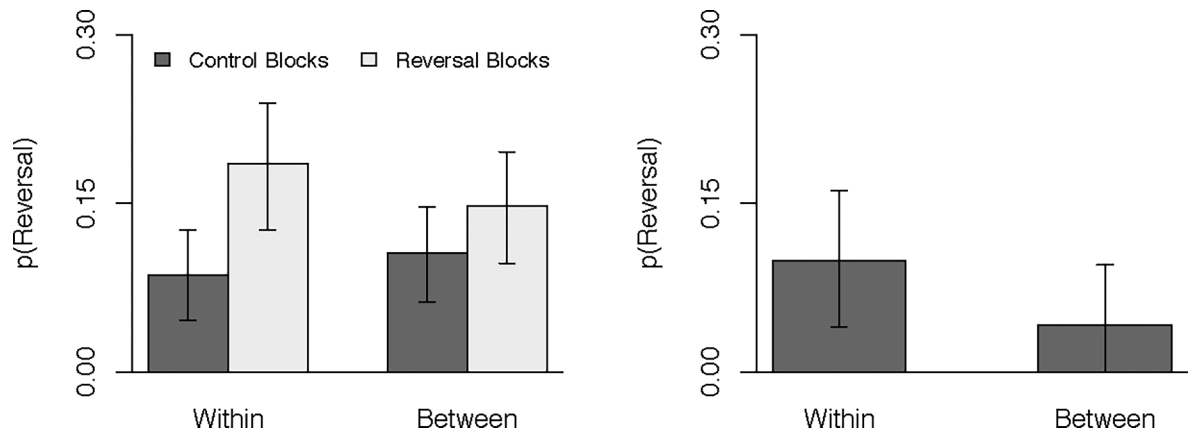 p(Reversal)
0.00 0.15 0.30
Control Blocks Reversal Blocks
Within Between
p(Reversal)
0.00 0.15 0.30
Within Between